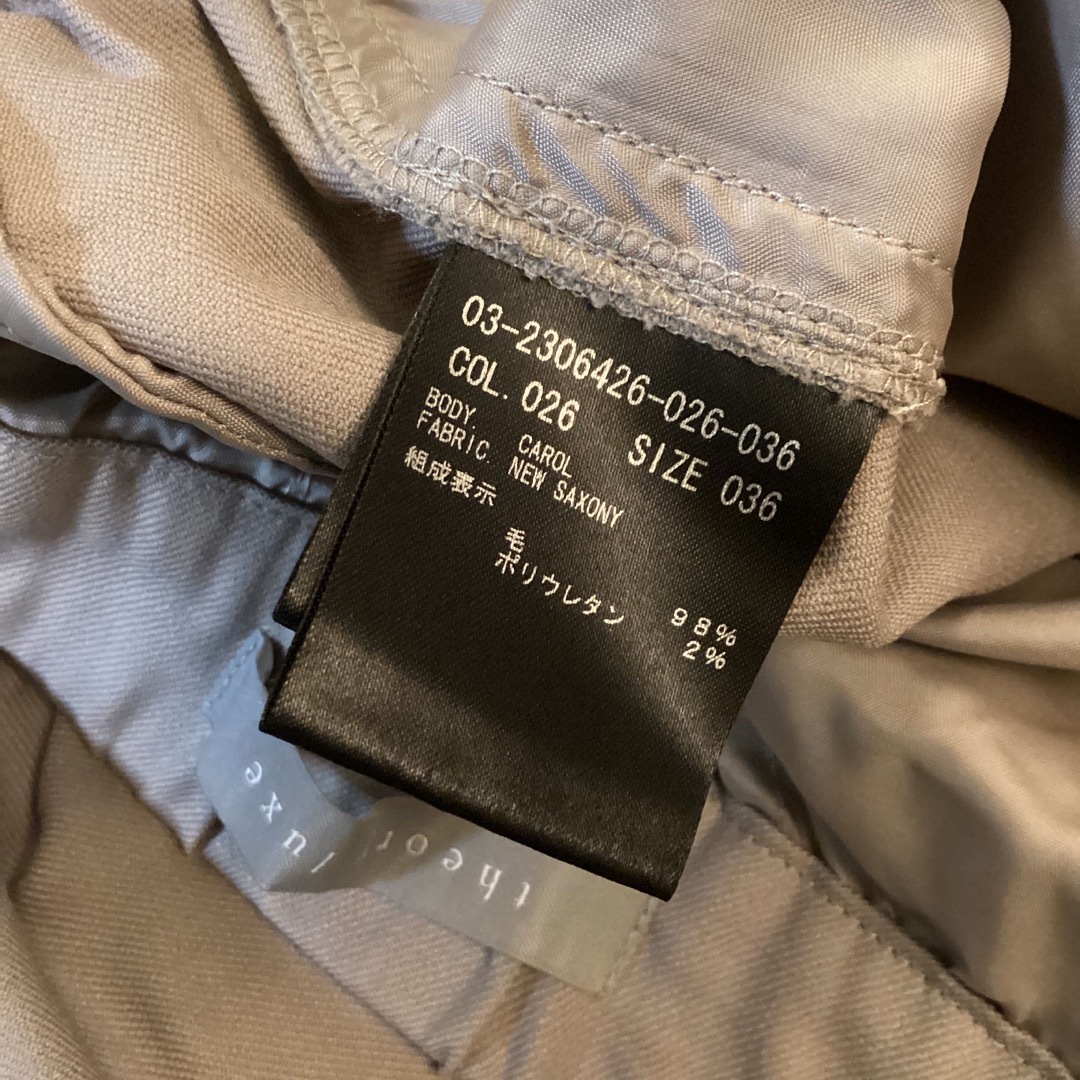 03-2306426-026-036
COL. 026 SIZE 036
BODY CAROL
FABRIC NEW SAXONY
組成表示
毛 98%
ポリウレタン 2%
theor
luxe